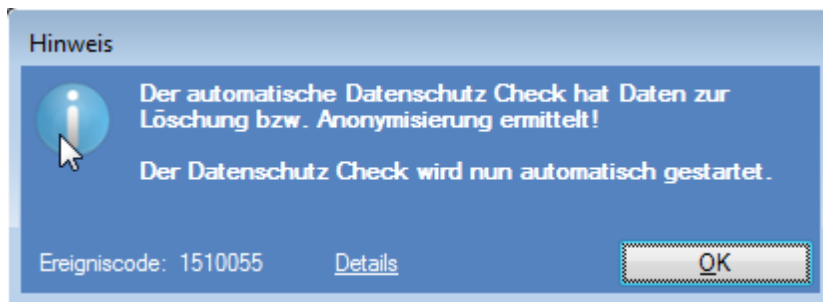 Hinweis
Der automatische Datenschutz Check hat Daten zur
Löschung bzw. Anonymisierung ermittelt!
Der Datenschutz Check wird nun automatisch gestartet.
Ereigniscode: 1510055 Details OK